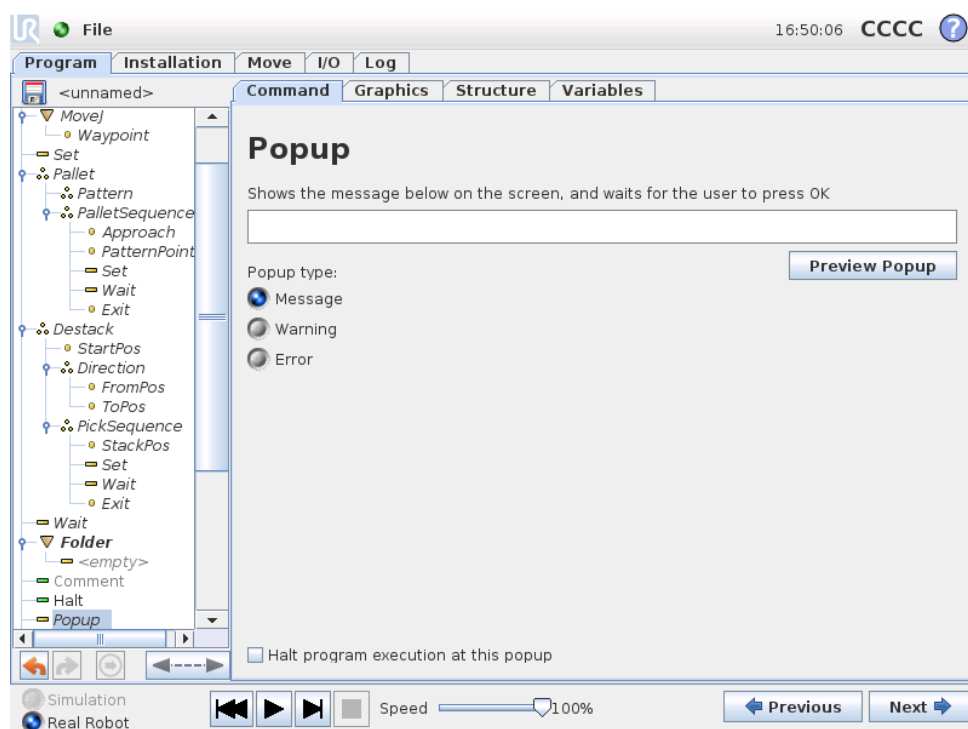 UR File 16:50:06 CCCC ?
Program Installation Move I/O Log
<unnamed>
Command Graphics Structure Variables
MoveJ
Waypoint
Set
Pallet
Pattern
PalletSequence
Approach
PatternPoint
Set
Wait
Exit
Destack
StartPos
Direction
FromPos
ToPos
PickSequence
StackPos
Set
Wait
Exit
Wait
Folder
<empty>
Comment
Halt
Popup
Popup
Shows the message below on the screen, and waits for the user to press OK
Preview Popup
Popup type:
Message
Warning
Error
Halt program execution at this popup
Simulation
Real Robot
Speed 100%
Previous Next